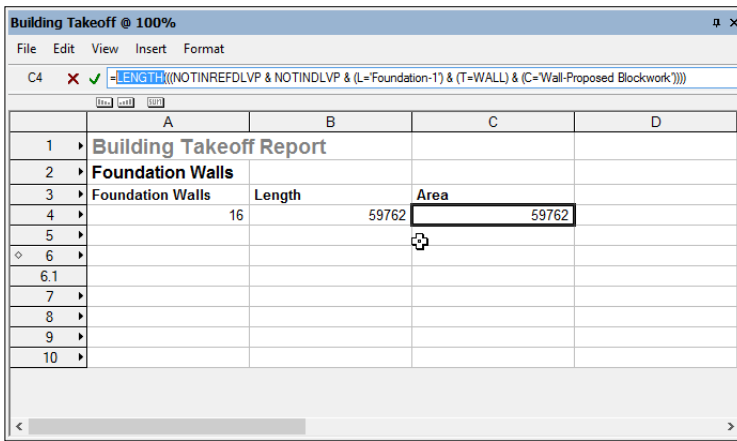 Building Takeoff @ 100%
File Edit View Insert Format
C4 =LENGTH(((NOTINREFDLVP & NOTINDLVP & (L='Foundation-1') & (T=WALL) & (C='Wall-Proposed Blockwork'))))
SUM
A B C D
1 Building Takeoff Report
2 Foundation Walls
3 Foundation Walls Length Area
4 16 59762 59762
5
6
6.1
7
8
9
10